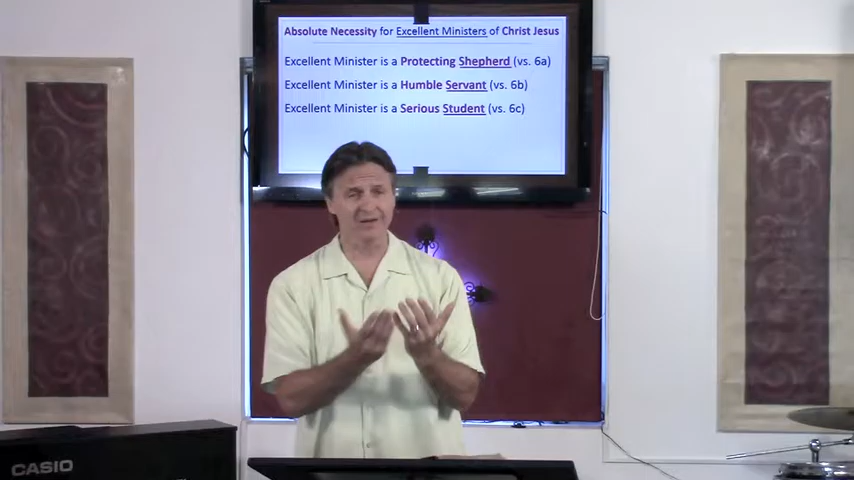 Absolute Necessity for Excellent Ministers of Christ Jesus
Excellent Minister is a Protecting Shepherd (vs. 6a)
Excellent Minister is a Humble Servant (vs. 6b)
Excellent Minister is a Serious Student (vs. 6c)
CASIO